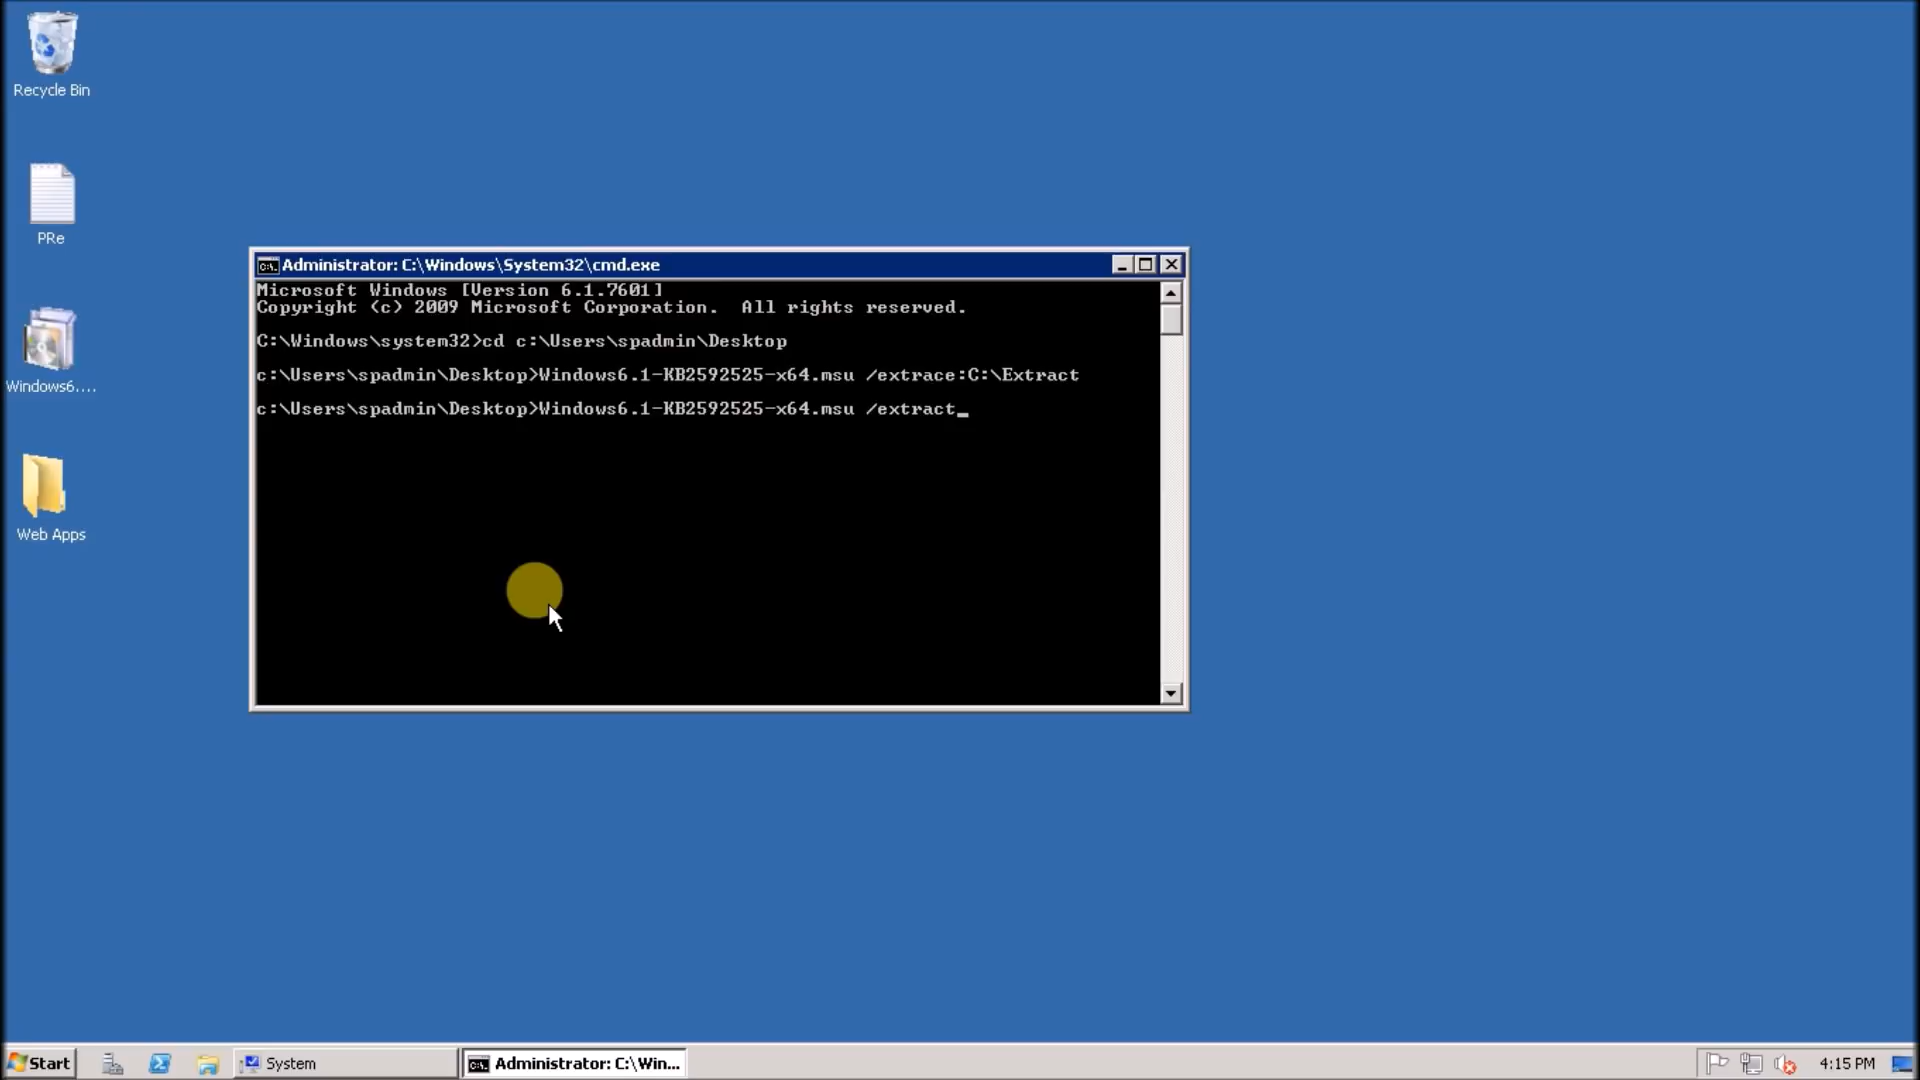 Recycle Bin
PRe
Windows6....
Web Apps
Administrator: C:\Windows\System32\cmd.exe
Microsoft Windows [Version 6.1.7601]
Copyright (c) 2009 Microsoft Corporation.  All rights reserved.
C:\Windows\system32>cd c:\Users\spadmin\Desktop
c:\Users\spadmin\Desktop>Windows6.1-KB2592525-x64.msu /extrace:C:\Extract
c:\Users\spadmin\Desktop>Windows6.1-KB2592525-x64.msu /extract_
Start
System
Administrator: C:\Win...
4:15 PM